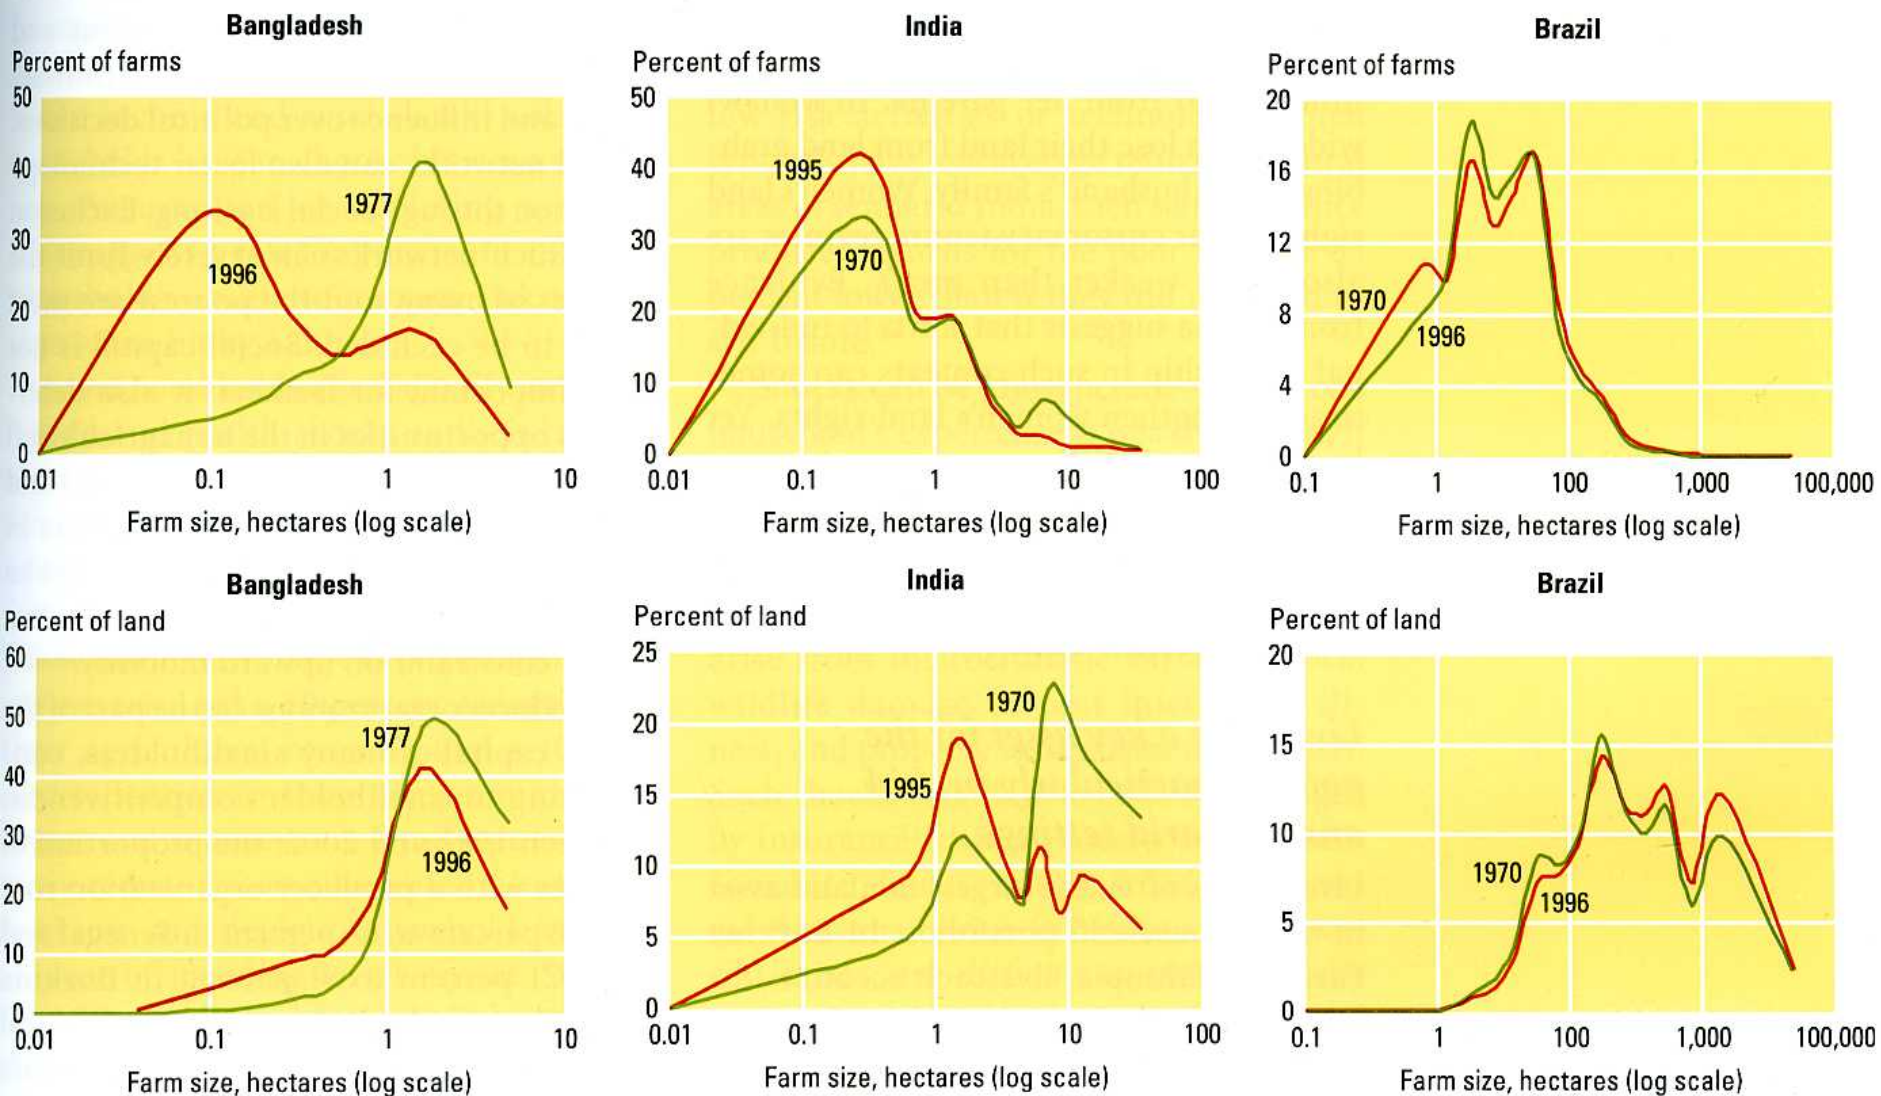 Bangladesh
Percent of farms
50
40
30
20
10
0
1977
1996
0.01 0.1 1 10
Farm size, hectares (log scale)
India
Percent of farms
50
40
30
20
10
0
1995
1970
0.01 0.1 1 10 100
Farm size, hectares (log scale)
Brazil
Percent of farms
20
16
12
8
4
0
1970
1996
0.1 1 100 1,000 100,000
Farm size, hectares (log scale)
Bangladesh
Percent of land
60
50
40
30
20
10
0
1977
1996
0.01 0.1 1 10
Farm size, hectares (log scale)
India
Percent of land
25
20
15
10
5
0
1970
1995
0.01 0.1 1 10 100
Farm size, hectares (log scale)
Brazil
Percent of land
20
15
10
5
0
1970
1996
0.1 1 100 1,000 100,000
Farm size, hectares (log scale)